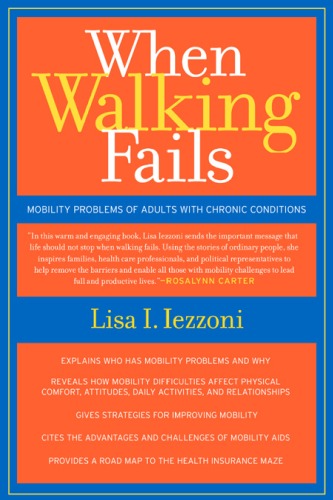 When
Walking
Fails
MOBILITY PROBLEMS OF ADULTS WITH CHRONIC CONDITIONS
"In this warm and engaging book, Lisa Iezzoni sends the important message that
life should not stop when walking fails. Using the stories of ordinary people, she
inspires families, health care professionals, and political representatives to
help remove the barriers and enable all those with mobility challenges to lead
full and productive lives."—ROSALYNN CARTER
Lisa I. Iezzoni
EXPLAINS WHO HAS MOBILITY PROBLEMS AND WHY
REVEALS HOW MOBILITY DIFFICULTIES AFFECT PHYSICAL
COMFORT, ATTITUDES, DAILY ACTIVITIES, AND RELATIONSHIPS
GIVES STRATEGIES FOR IMPROVING MOBILITY
CITES THE ADVANTAGES AND CHALLENGES OF MOBILITY AIDS
PROVIDES A ROAD MAP TO THE HEALTH INSURANCE MAZE